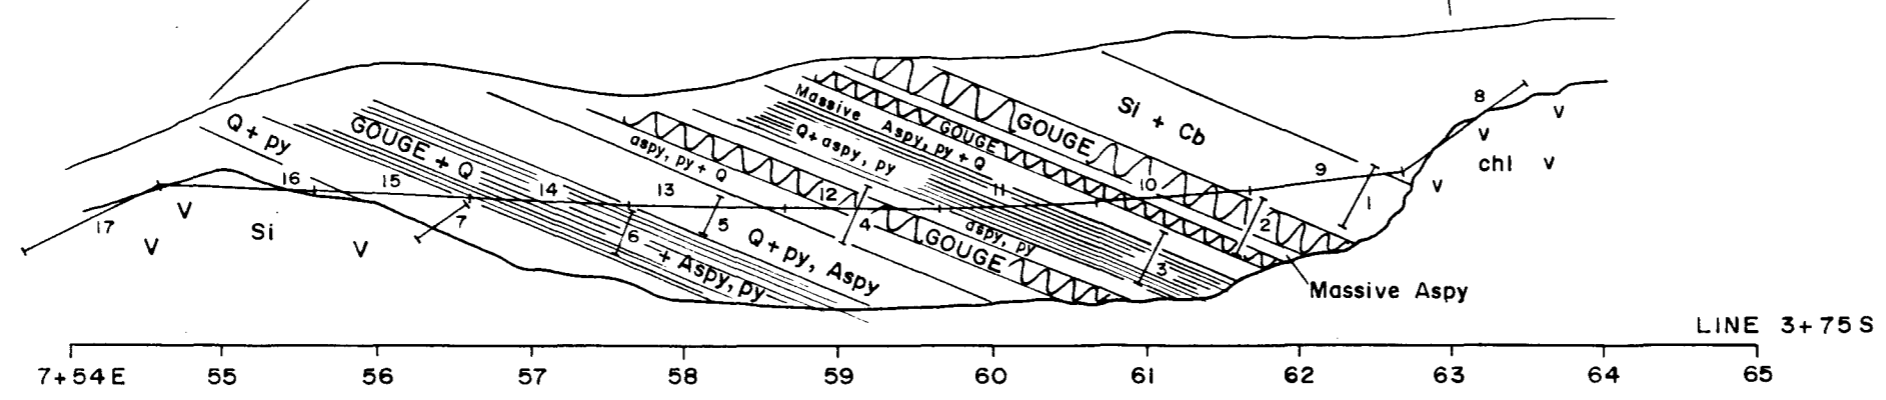 Q + py
GOUGE + Q
aspy, py + Q
Massive Aspy, py + Q
Q + aspy, py
GOUGE
GOUGE
Si + Cb
8
V
V
chl V
V
9
10
11
12
13
14
15
16
17
V
V
Si
V
7
6
5
4
3
2
1
+ Aspy, py
Q + py, Aspy
GOUGE
aspy, py
Massive Aspy
LINE 3+75 S
7+54 E 55 56 57 58 59 60 61 62 63 64 65